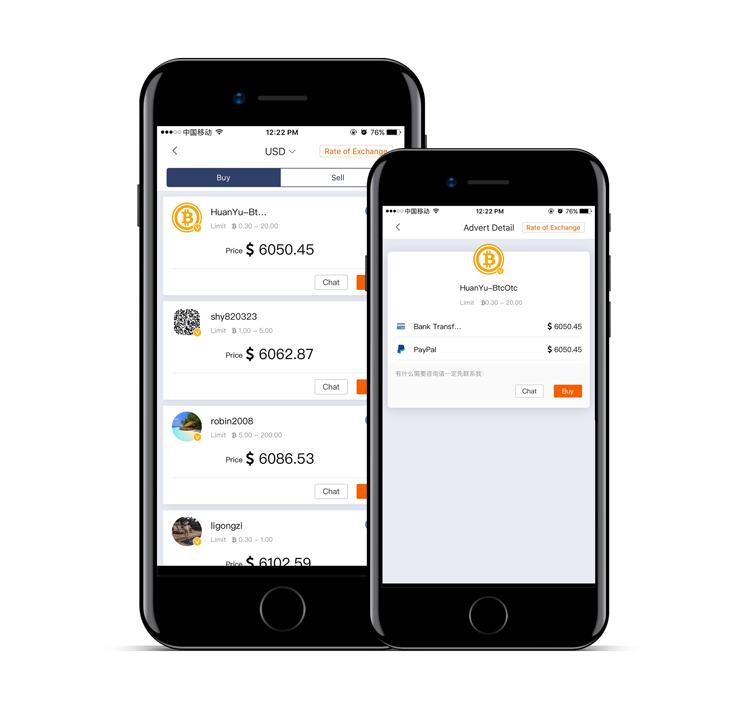 ●●●○○ 中国移动 12:22 PM 76%
USD Rate of Exchange
Buy Sell
HuanYu-Bt...
Limit ฿ 0.30 ~ 20.00
Price $ 6050.45
Chat
shy820323
Limit ฿ 1.00 ~ 5.00
Price $ 6062.87
Chat
robin2008
Limit ฿ 5.00 ~ 200.00
Price $ 6086.53
Chat
ligongzi
Limit ฿ 0.30 ~ 1.00
Price $ 6102.59
●●●○○ 中国移动 12:22 PM 76%
Advert Detail Rate of Exchange
HuanYu-BtcOtc
Limit ฿0.30 ~ 20.00
Bank Transf... $ 6050.45
PayPal $ 6050.45
有什么需要咨询请一定先联系我:
Chat Buy